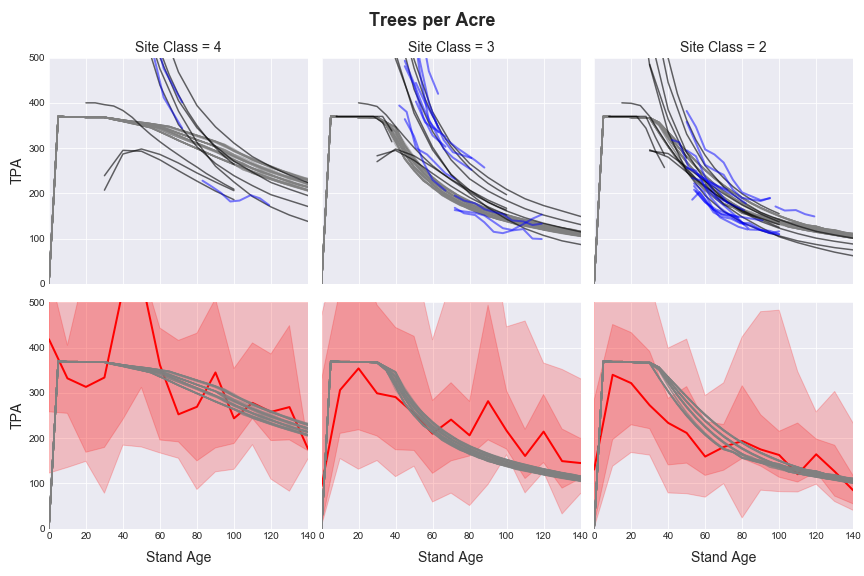 Trees per Acre
Site Class = 4
Site Class = 3
Site Class = 2
500
400
300
200
100
0
TPA
500
400
300
200
100
0
TPA
0 20 40 60 80 100 120 140
0 20 40 60 80 100 120 140
0 20 40 60 80 100 120 140
Stand Age
Stand Age
Stand Age